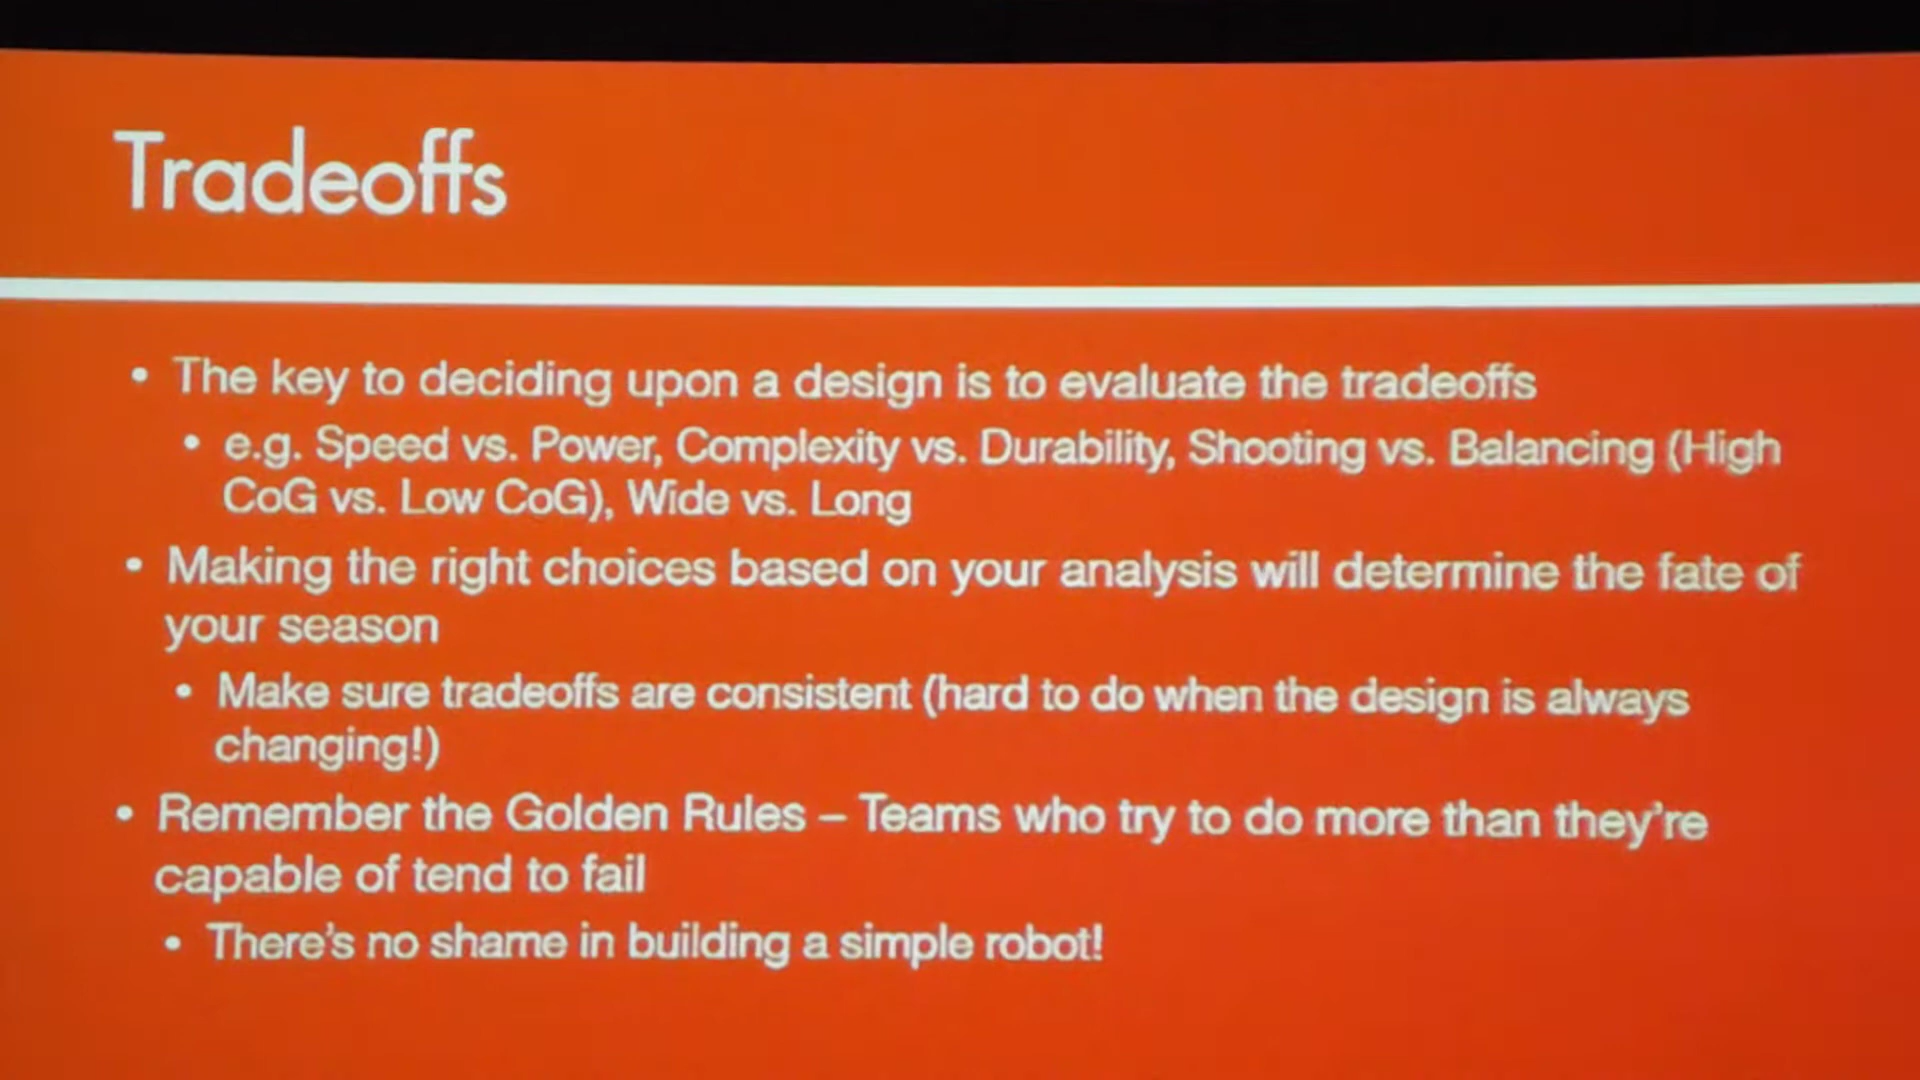 Tradeoffs
• The key to deciding upon a design is to evaluate the tradeoffs
• e.g. Speed vs. Power, Complexity vs. Durability, Shooting vs. Balancing (High
CoG vs. Low CoG), Wide vs. Long
• Making the right choices based on your analysis will determine the fate of
your season
• Make sure tradeoffs are consistent (hard to do when the design is always
changing!)
• Remember the Golden Rules – Teams who try to do more than they're
capable of tend to fail
• There's no shame in building a simple robot!